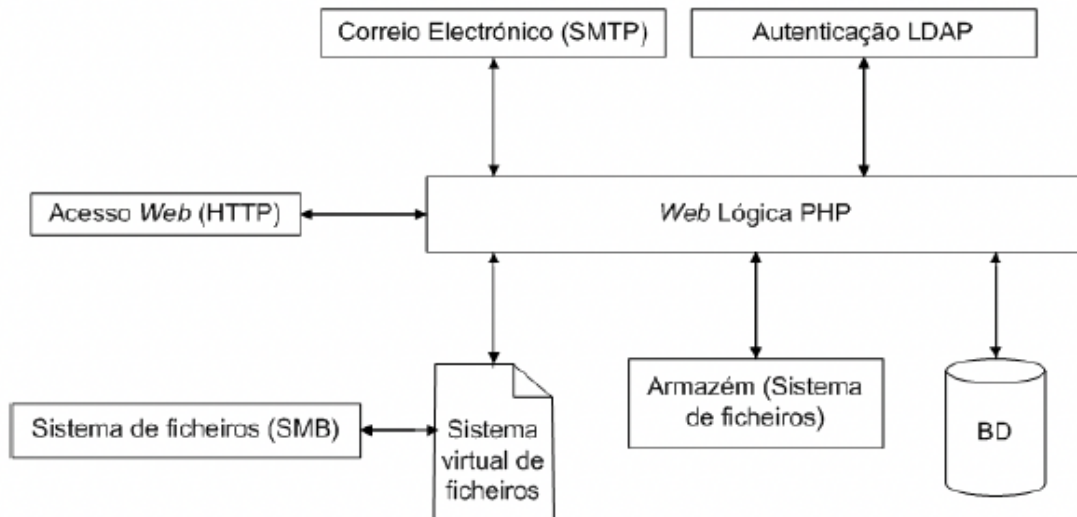 Correio Electrónico (SMTP)
Autenticação LDAP
Acesso Web (HTTP)
Web Lógica PHP
Armazém (Sistema
de ficheiros)
BD
Sistema de ficheiros (SMB)
Sistema
virtual de
ficheiros